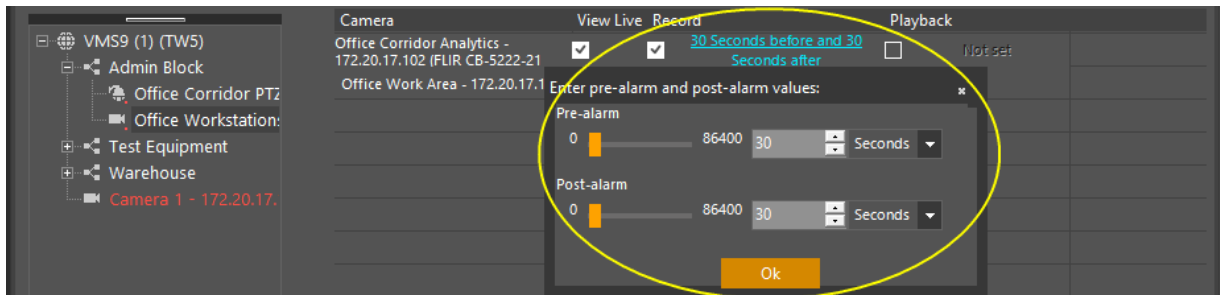 VMS9 (1) (TW5)
Admin Block
Office Corridor PTZ
Office Workstation:
Test Equipment
Warehouse
Camera 1 - 172.20.17.
Camera View Live Record Playback
Office Corridor Analytics -
172.20.17.102 (FLIR CB-5222-21
30 Seconds before and 30
Seconds after
Not set
Office Work Area - 172.20.17.1
Enter pre-alarm and post-alarm values:
Pre-alarm
0 86400 30 Seconds
Post-alarm
0 86400 30 Seconds
Ok